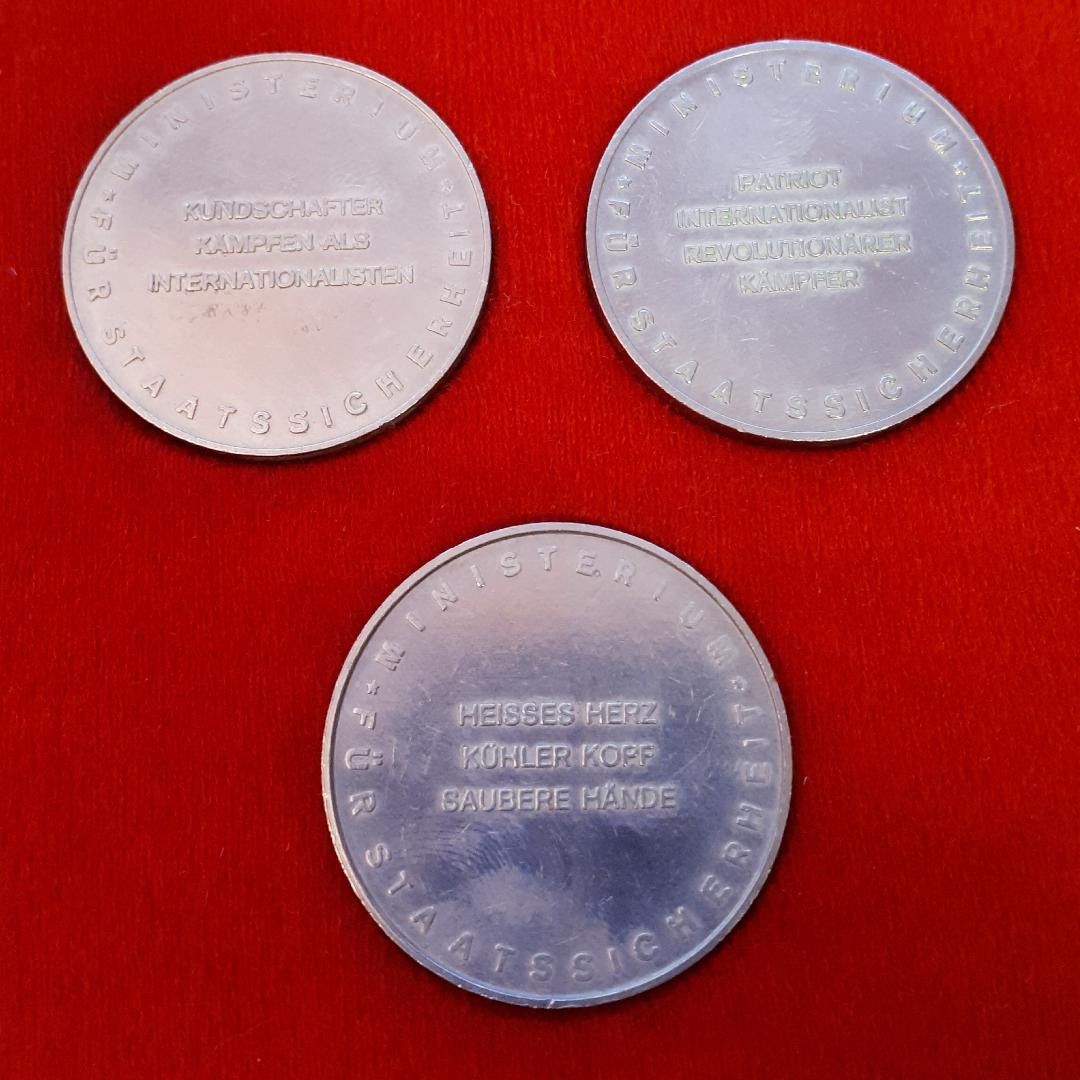 MINISTERIUM
KUNDSCHAFTER
KÄMPFEN ALS
INTERNATIONALISTEN
FÜR STAATSSICHERHEIT
MINISTERIUM
PATRIOT
INTERNATIONALIST
REVOLUTIONÄRER
KÄMPFER
FÜR STAATSSICHERHEIT
MINISTERIUM
HEISSES HERZ
KÜHLER KOPF
SAUBERE HÄNDE
FÜR STAATSSICHERHEIT